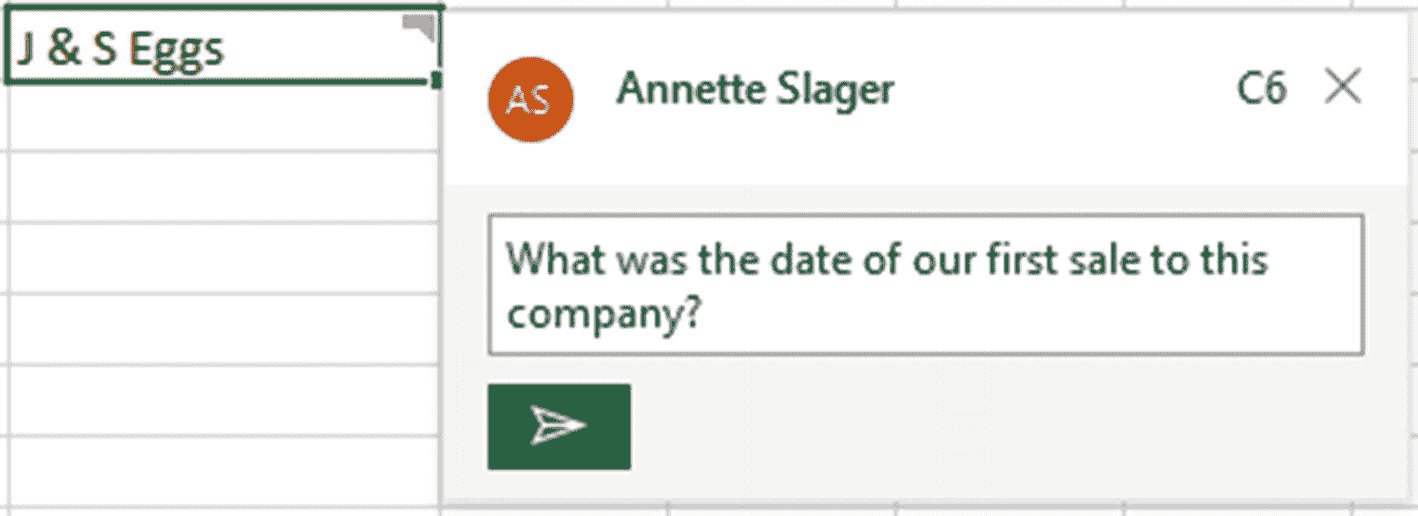 J & S Eggs
AS
Annette Slager
C6
What was the date of our first sale to this
company?